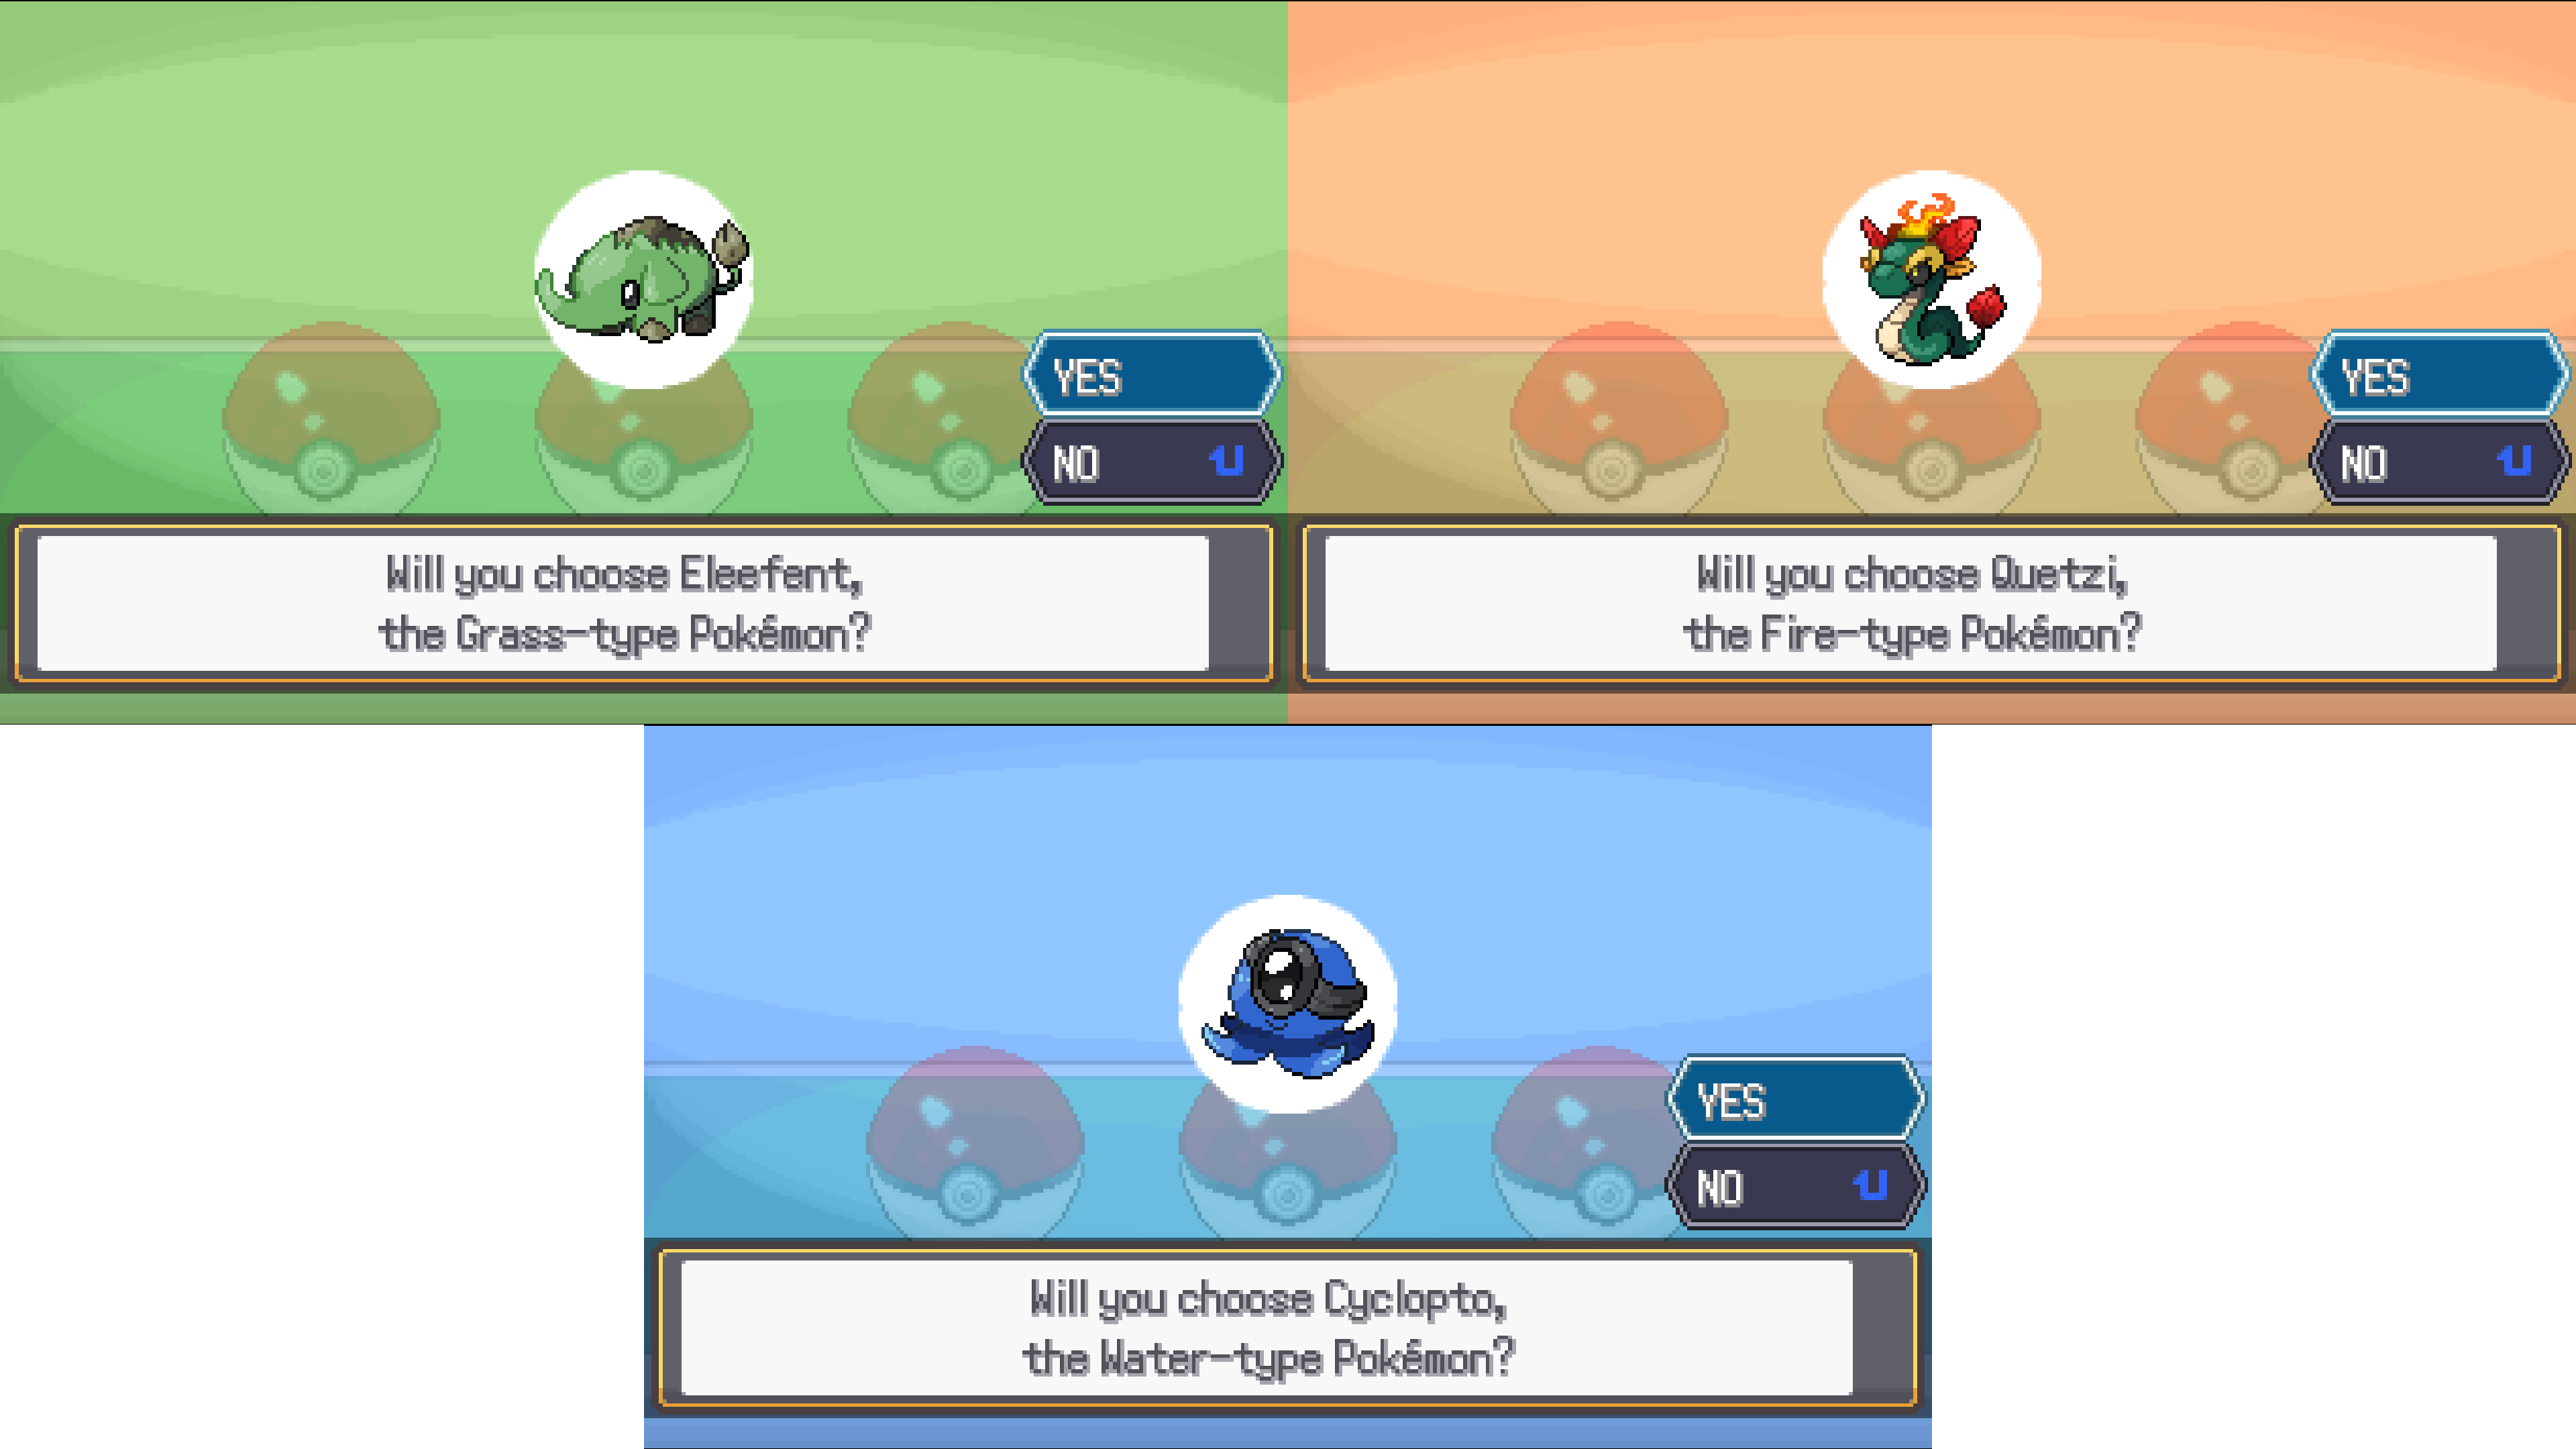 YES
NO
Will you choose Eleefent,
the Grass-type Pokémon?
YES
NO
Will you choose Quetzi,
the Fire-type Pokémon?
YES
NO
Will you choose Cyclopto,
the Water-type Pokémon?